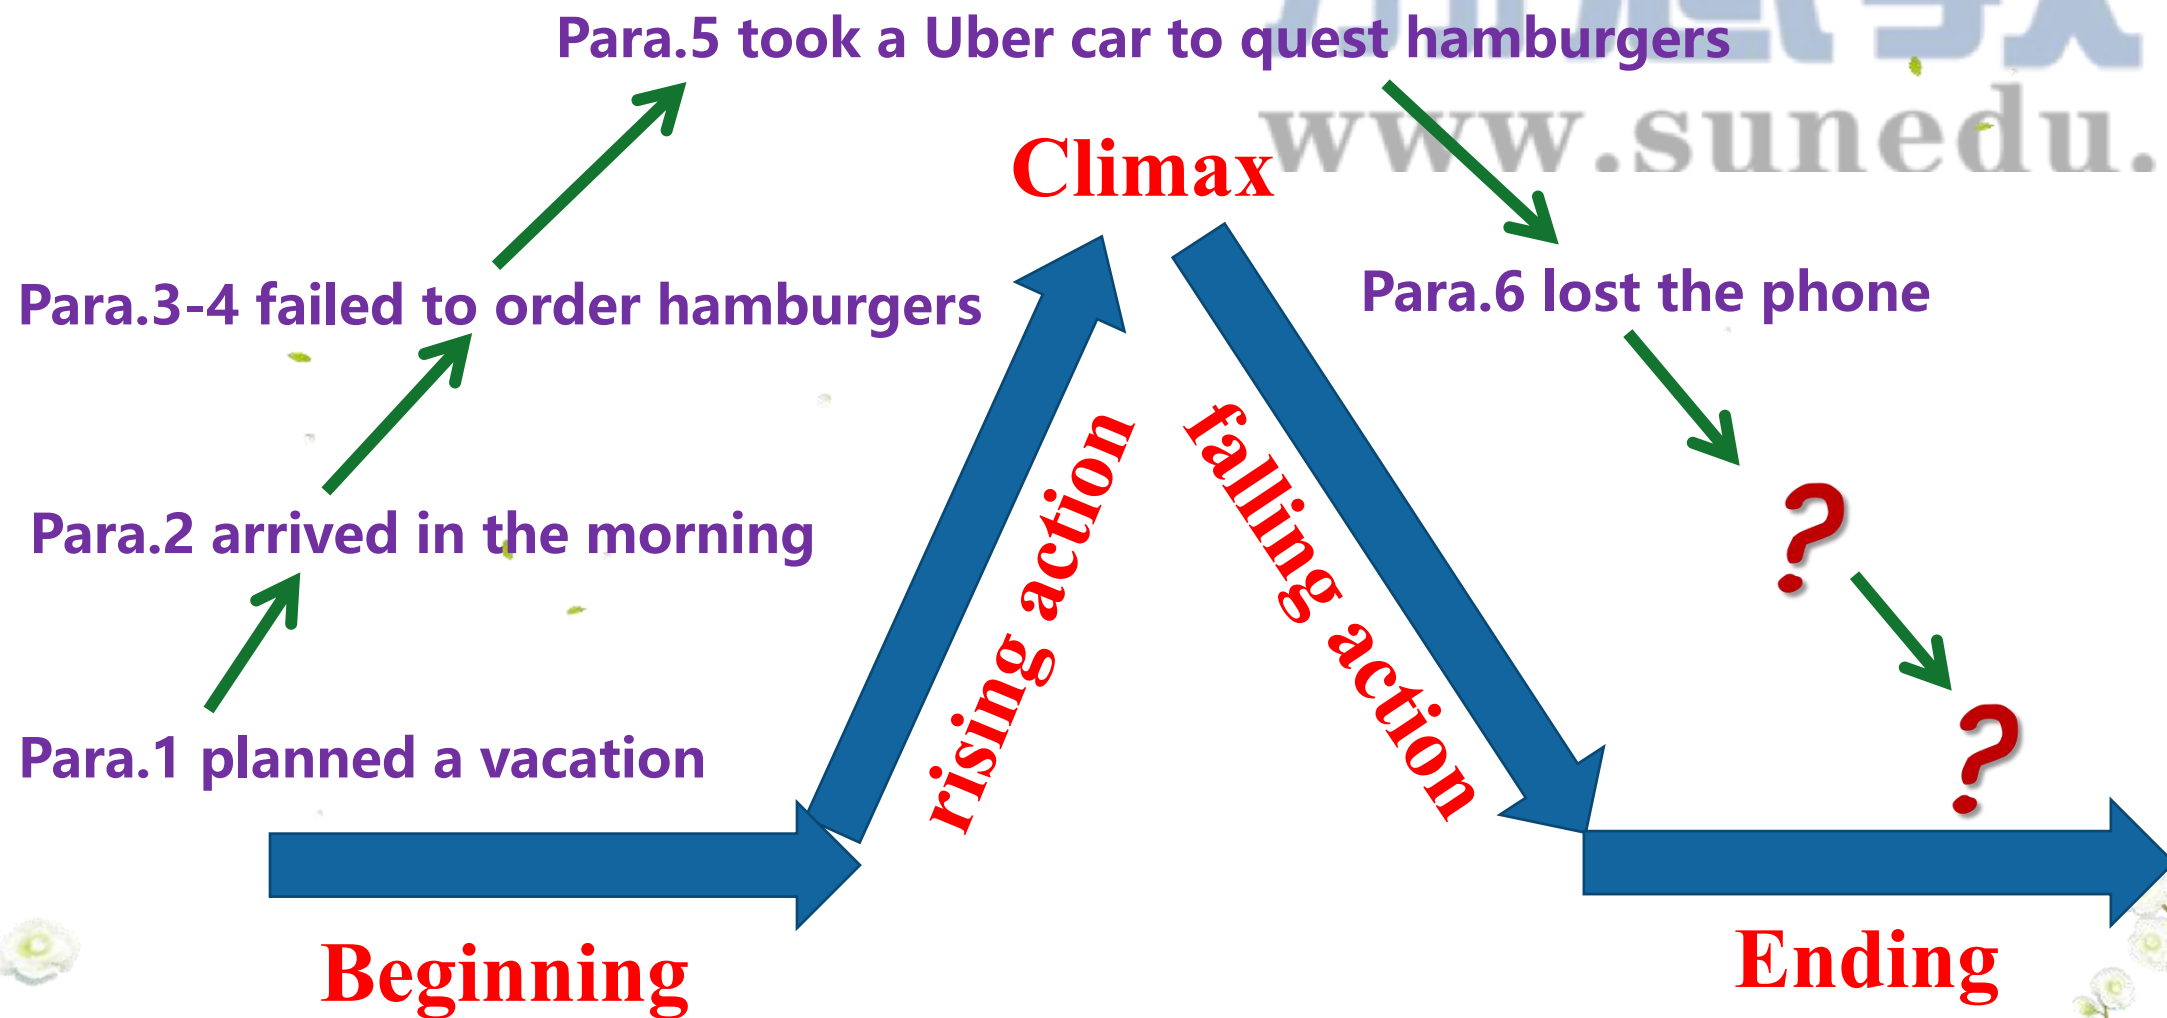 Para.5 took a Uber car to quest hamburgers
www.sunedu.
Climax
Para.3-4 failed to order hamburgers
Para.6 lost the phone
rising action
falling action
?
Para.2 arrived in the morning
?
Para.1 planned a vacation
Beginning
Ending